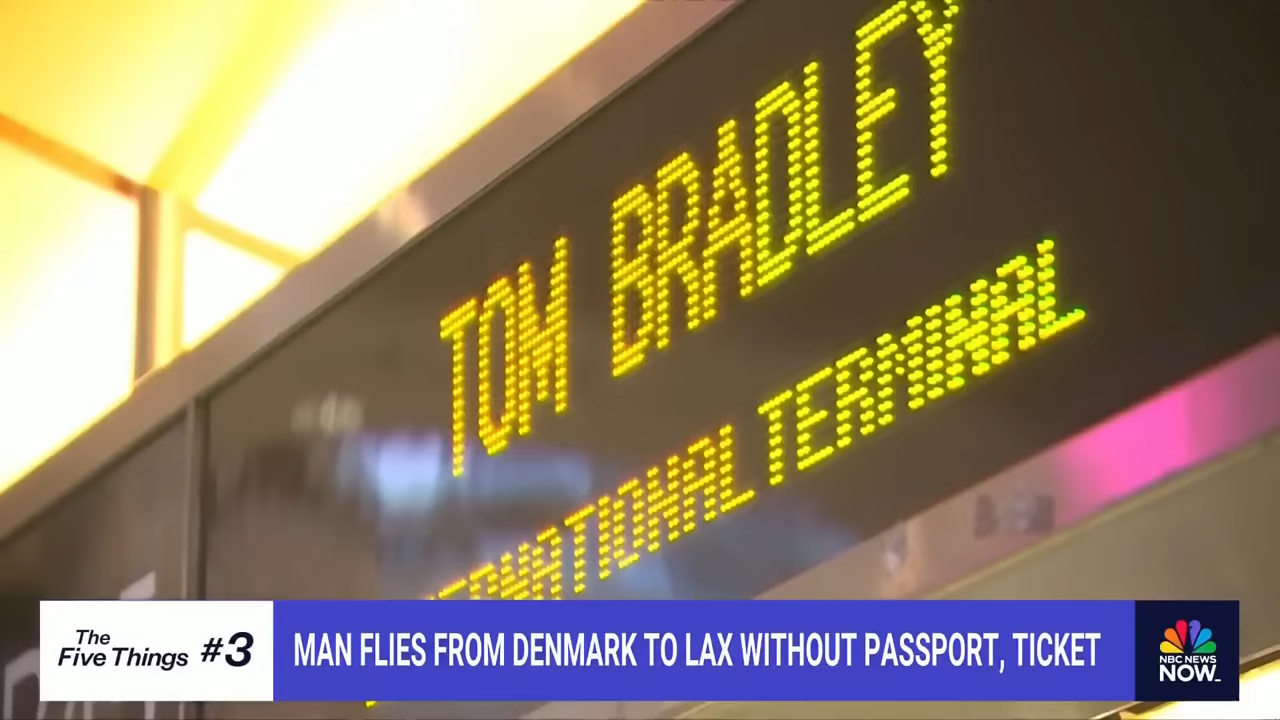 TOM BRADLEY
TERMINAL
The
Five Things
#3
MAN FLIES FROM DENMARK TO LAX WITHOUT PASSPORT, TICKET
NBC NEWS
NOW